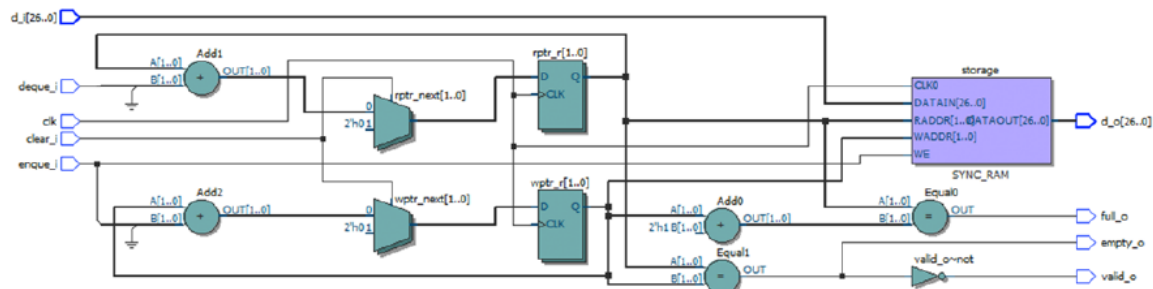 d_i[26..0]
Add1
A[1..0]
B[1..0]
+
OUT[1..0]
deque_i
clk
clear_i
enque_i
rptr_next[1..0]
0
2'h0 1
rptr_r[1..0]
D Q
CLK
storage
CLK0
DATAIN[26..0]
RADDR[1..0]
DATAOUT[26..0]
WADDR[1..0]
WE
SYNC_RAM
d_o[26..0]
Add2
A[1..0]
B[1..0]
+
OUT[1..0]
wptr_next[1..0]
0
2'h0 1
wptr_r[1..0]
D Q
CLK
Add0
A[1..0]
2'h1 B[1..0]
+
OUT[1..0]
Equal0
A[1..0]
B[1..0]
=
OUT
full_o
Equal1
A[1..0]
B[1..0]
=
OUT
empty_o
valid_o~not
valid_o